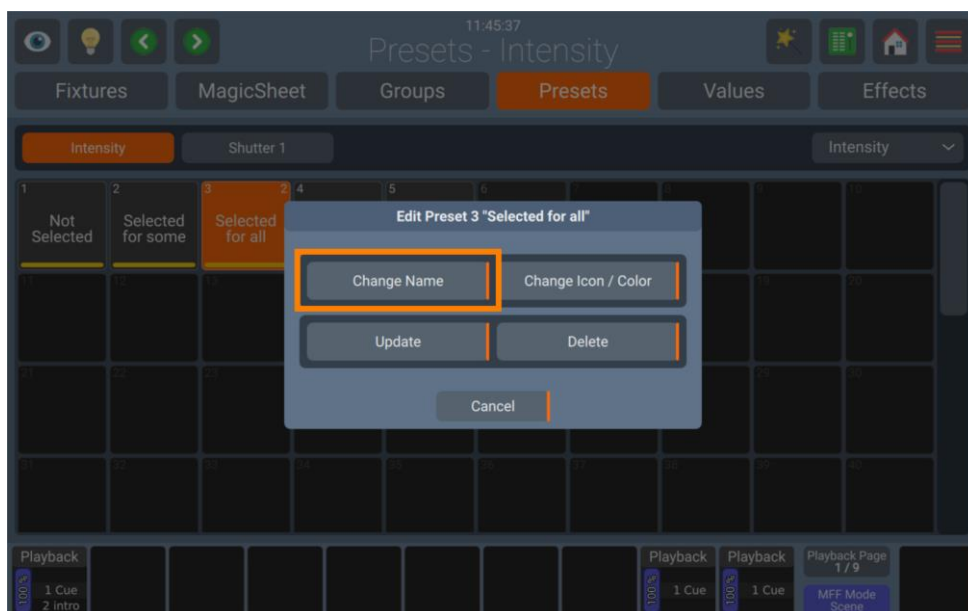 11:45:37
Presets - Intensity
Fixtures MagicSheet Groups Presets Values Effects
Intensity Shutter 1 Intensity
1 2 3 2 4 5 6 7 8 9 10
Not Selected
Selected for some
Selected for all
Edit Preset 3 "Selected for all"
Change Name Change Icon / Color
11 12 13 19 20
Update Delete
21 22 23 29 30
Cancel
31 32 33 34 35 36 37 38 39 40
Playback Playback Playback Playback Page
1 / 9
100 % 1 Cue 100 % 1 Cue 100 % 1 Cue MFF Mode
2 intro Scene